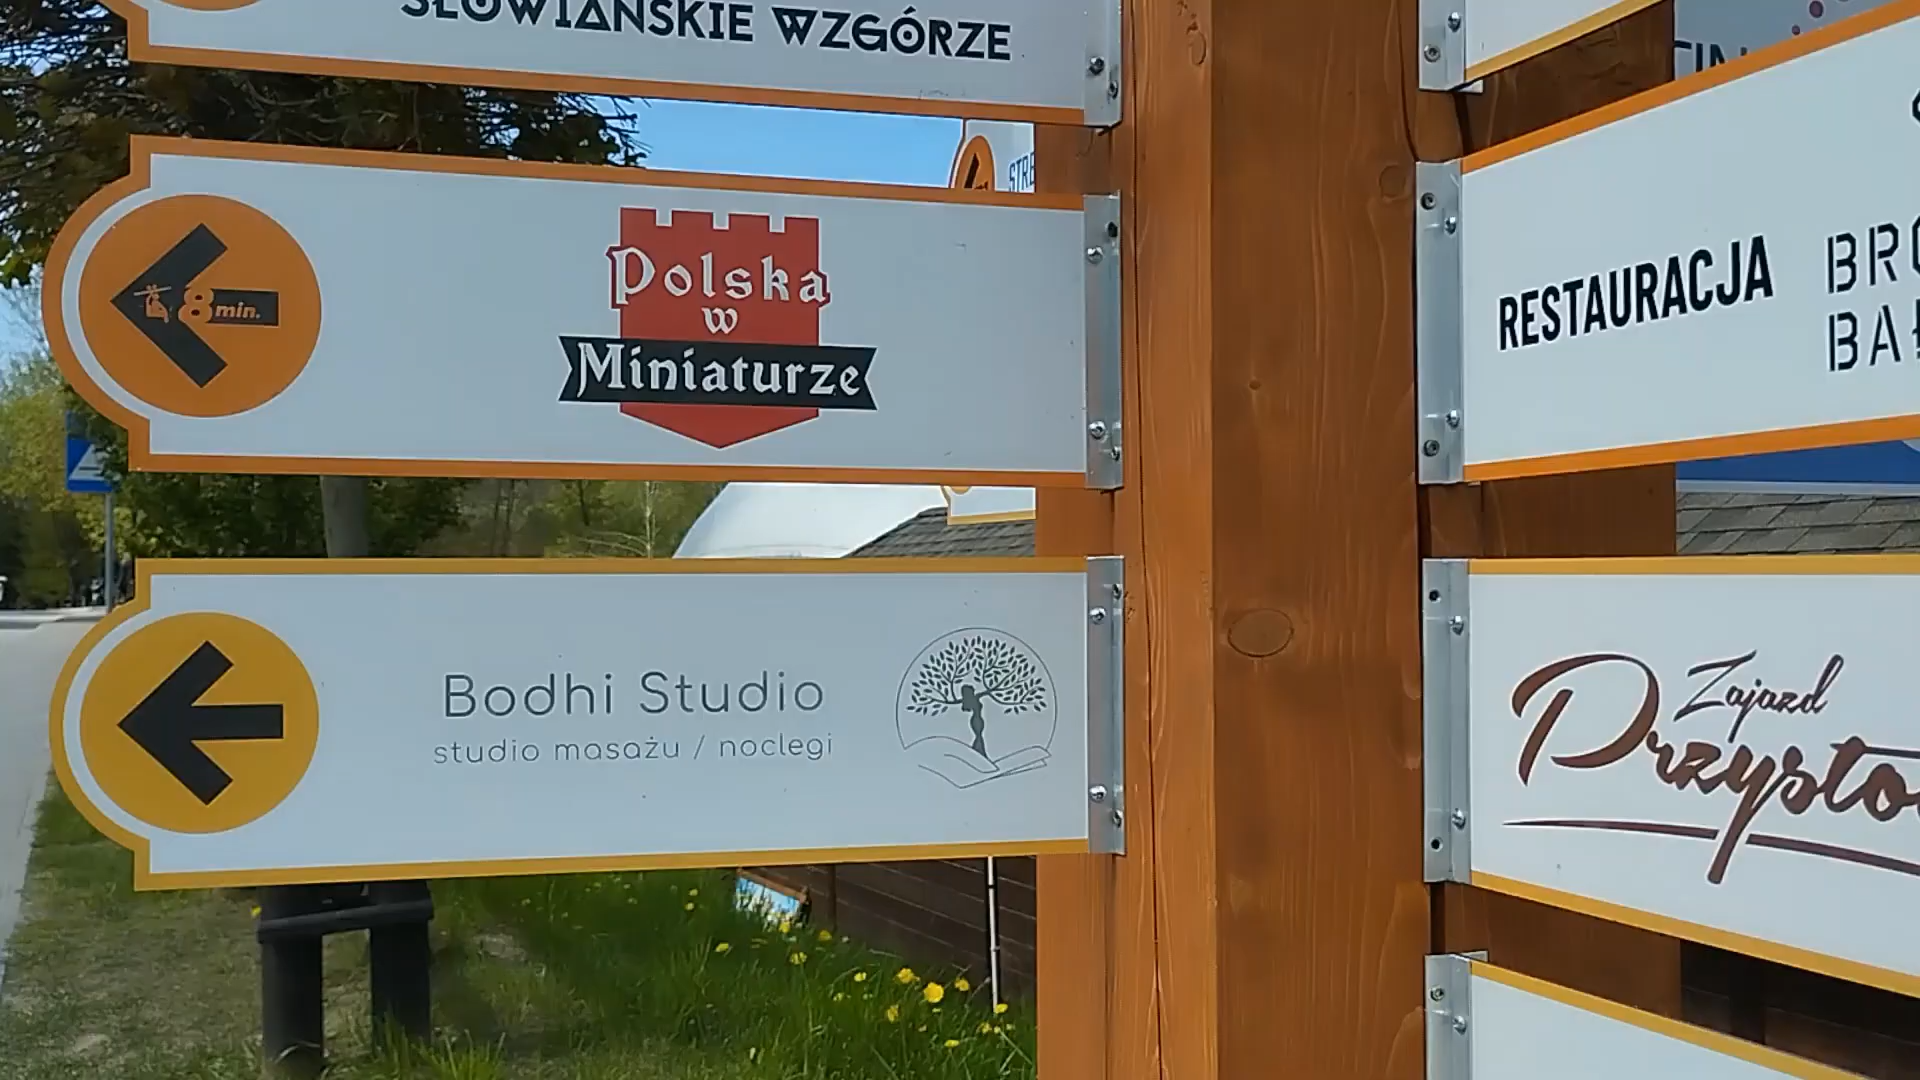 SŁOWIAŃSKIE WZGÓRZE
8 min.
Polska
w
Miniaturze
Bodhi Studio
studio masażu / noclegi
RESTAURACJA
Zajazd